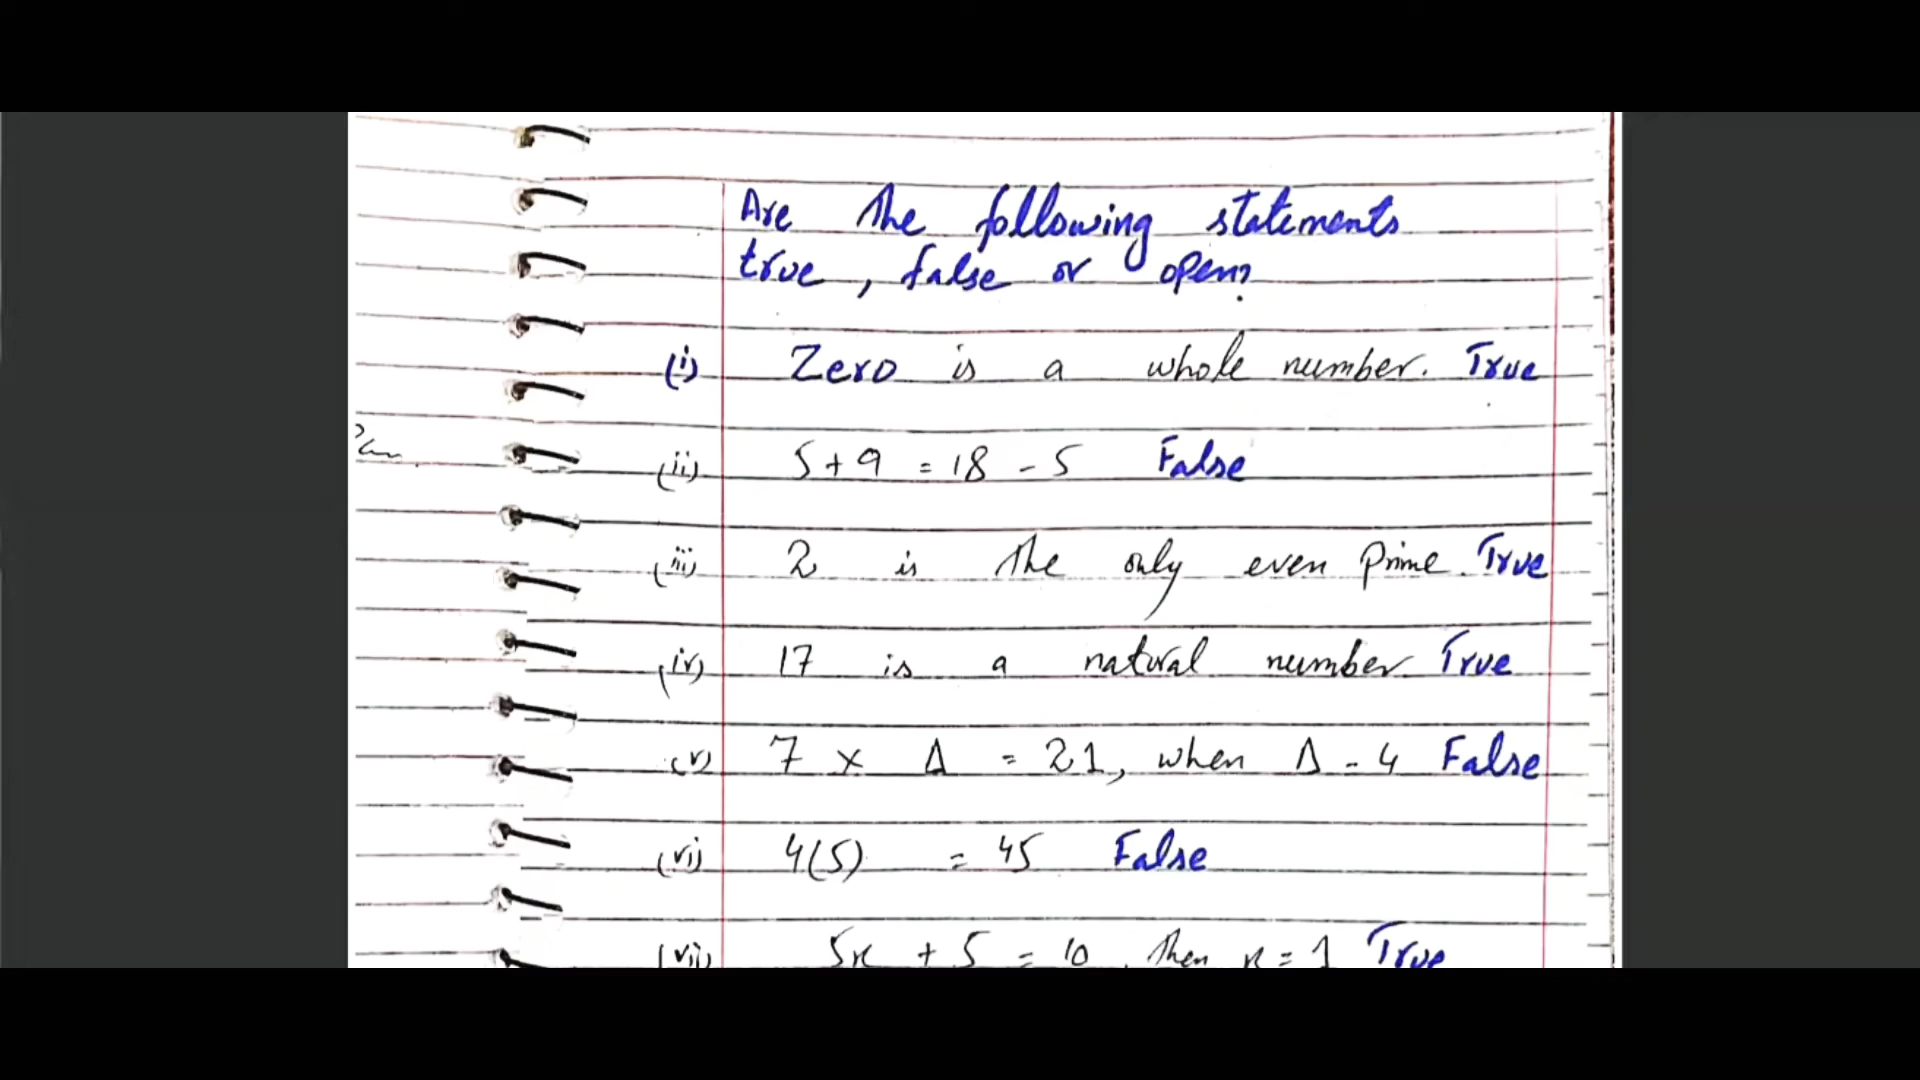 Are the following statements
true, false or open?
(i) Zero is a whole number. True
(ii) 5+9 = 18 - 5 False
(iii) 2 is the only even Prime. True
(iv) 17 is a natural number. True
(v) 7 x Δ = 21, when Δ - 4 False
(vi) 4(5) = 45 False
(vii) 5x + 5 = 10, then x = 1 True